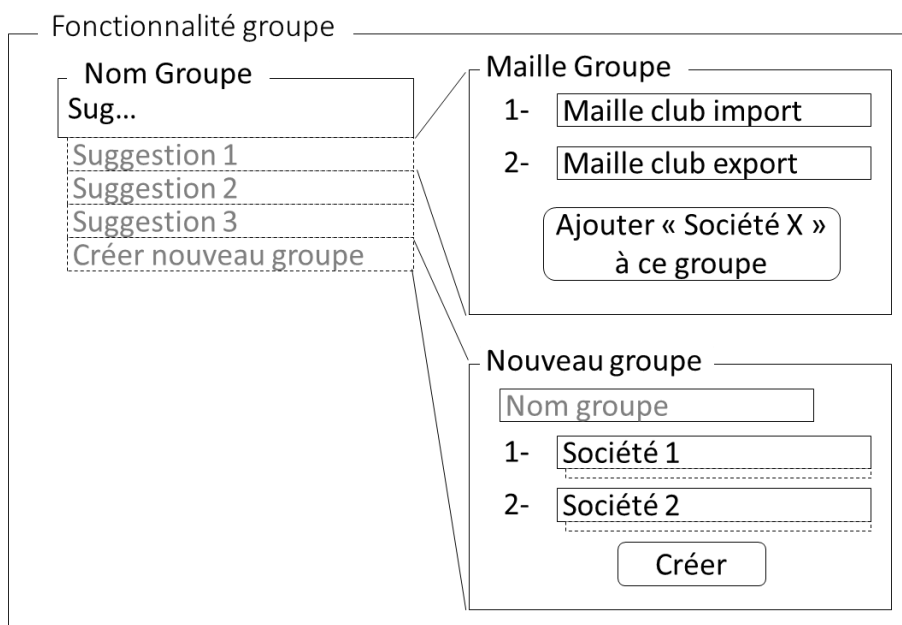 Fonctionnalité groupe
Nom Groupe
Sug...
Suggestion 1
Suggestion 2
Suggestion 3
Créer nouveau groupe
Maille Groupe
1- Maille club import
2- Maille club export
Ajouter « Société X »
à ce groupe
Nouveau groupe
Nom groupe
1- Société 1
2- Société 2
Créer